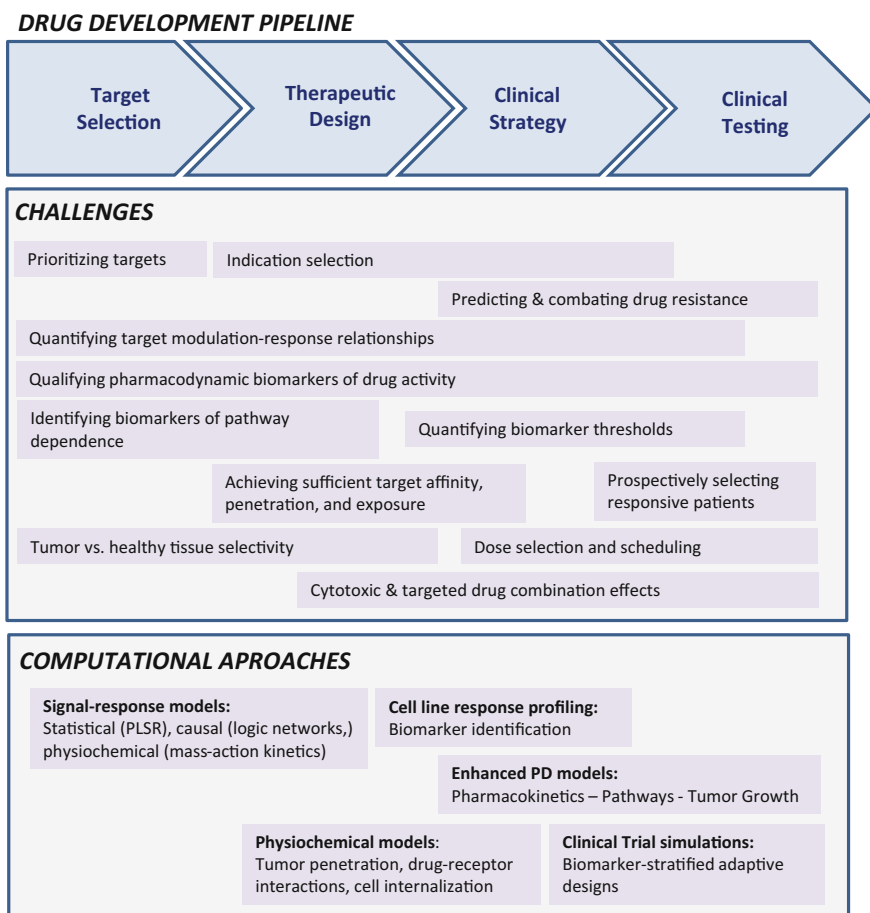 DRUG DEVELOPMENT PIPELINE
Target
Selection
Therapeutic
Design
Clinical
Strategy
Clinical
Testing
CHALLENGES
Prioritizing targets
Indication selection
Predicting & combating drug resistance
Quantifying target modulation-response relationships
Qualifying pharmacodynamic biomarkers of drug activity
Identifying biomarkers of pathway
dependence
Quantifying biomarker thresholds
Achieving sufficient target affinity,
penetration, and exposure
Prospectively selecting
responsive patients
Tumor vs. healthy tissue selectivity
Dose selection and scheduling
Cytotoxic & targeted drug combination effects
COMPUTATIONAL APROACHES
Signal-response models:
Statistical (PLSR), causal (logic networks,)
physiochemical (mass-action kinetics)
Cell line response profiling:
Biomarker identification
Enhanced PD models:
Pharmacokinetics – Pathways - Tumor Growth
Physiochemical models:
Tumor penetration, drug-receptor
interactions, cell internalization
Clinical Trial simulations:
Biomarker-stratified adaptive
designs